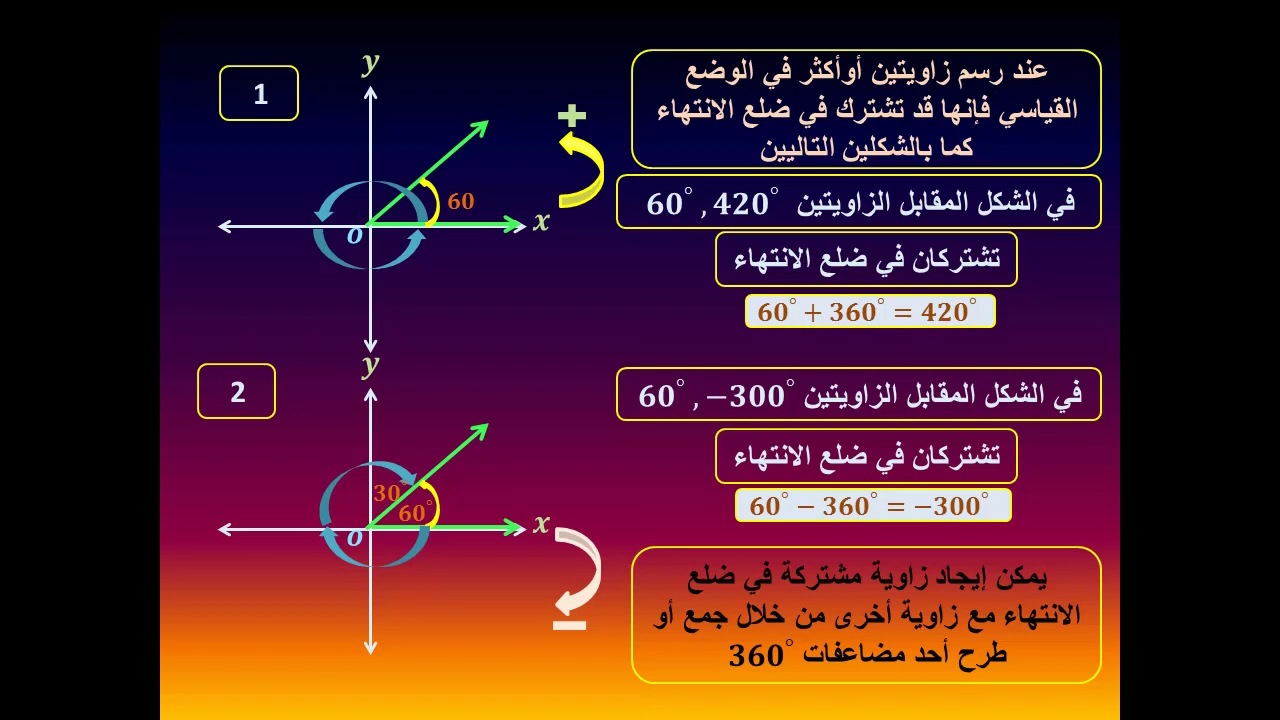 عند رسم زاويتين أوأكثر في الوضع
القياسي فإنها قد تشترك في ضلع الانتهاء
كما بالشكلين التاليين
في الشكل المقابل الزاويتين 60° , 420°
تشتركان في ضلع الانتهاء
60° + 360° = 420°
1
y
+
60
x
o
في الشكل المقابل الزاويتين 60° , −300°
تشتركان في ضلع الانتهاء
60° − 360° = −300°
2
y
30°
60°
x
o
−
يمكن إيجاد زاوية مشتركة في ضلع
الانتهاء مع زاوية أخرى من خلال جمع أو
طرح أحد مضاعفات 360°